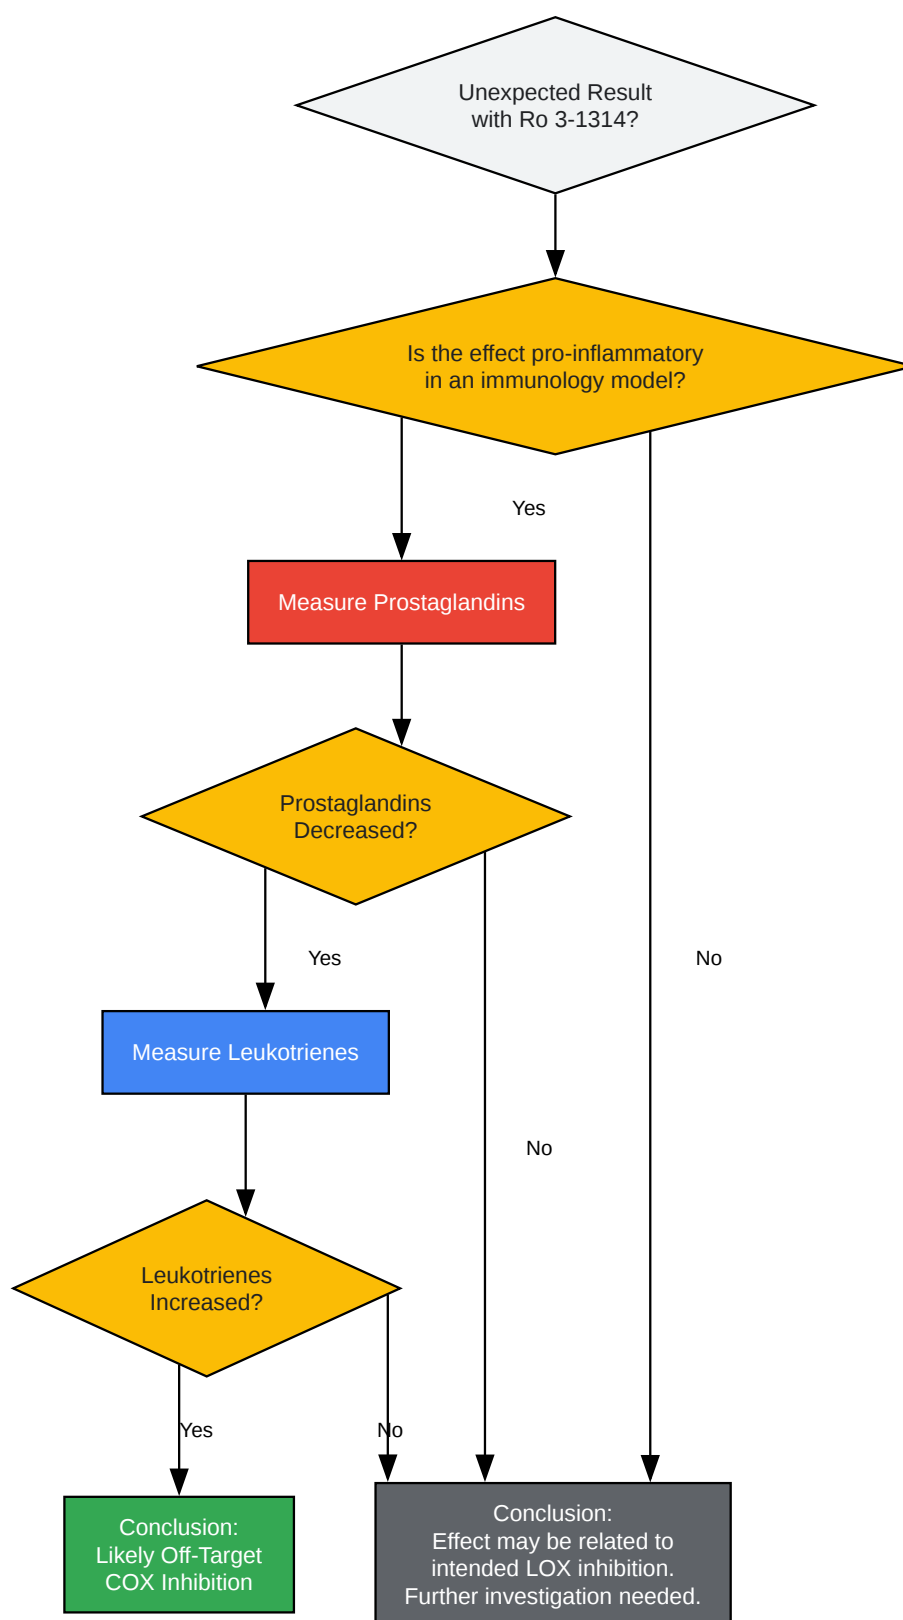 Unexpected Result
with Ro 3-1314?
Is the effect pro-inflammatory
in an immunology model?
Yes
Measure Prostaglandins
Prostaglandins
Decreased?
Yes
No
Measure Leukotrienes
No
Leukotrienes
Increased?
Yes
No
Conclusion:
Likely Off-Target
COX Inhibition
Conclusion:
Effect may be related to
intended LOX inhibition.
Further investigation needed.